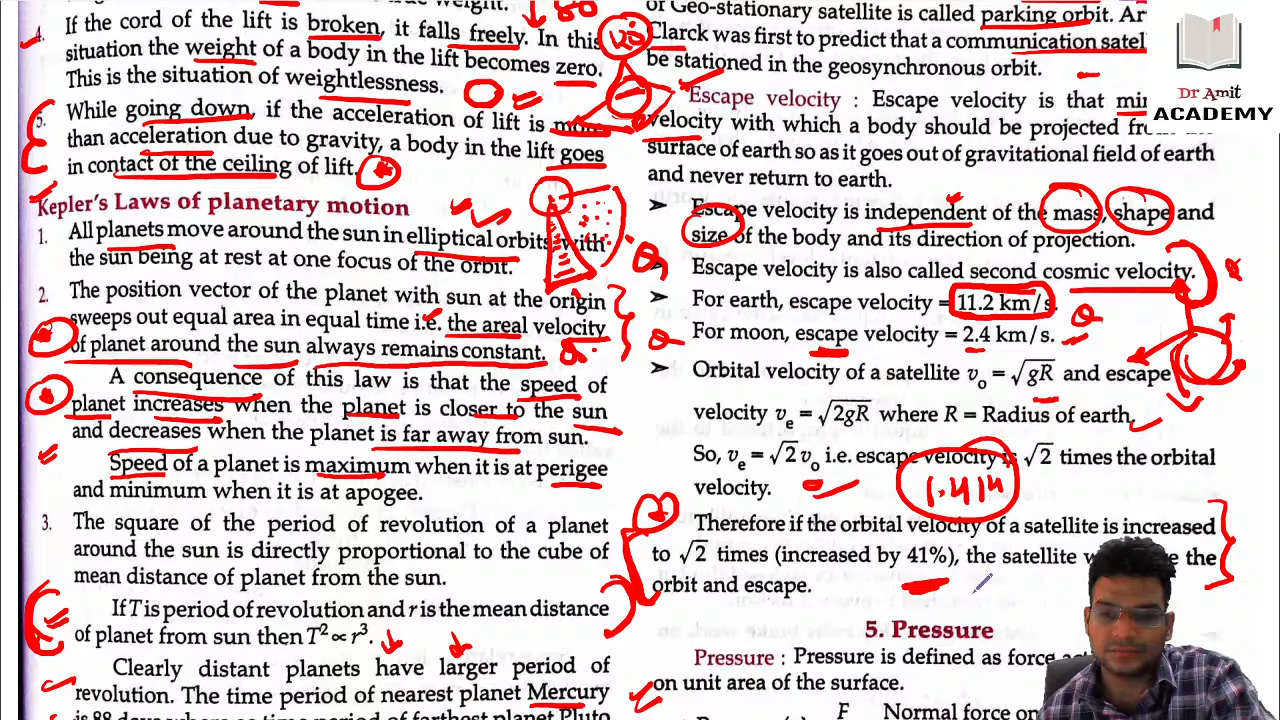 weight.
4. If the cord of the lift is broken, it falls freely. In this
situation the weight of a body in the lift becomes zero.
This is the situation of weightlessness.
5. While going down, if the acceleration of lift is more
than acceleration due to gravity, a body in the lift goes
in contact of the ceiling of lift.
Kepler's Laws of planetary motion
1. All planets move around the sun in elliptical orbits with
the sun being at rest at one focus of the orbit.
2. The position vector of the planet with sun at the origin
sweeps out equal area in equal time i.e. the areal velocity
of planet around the sun always remains constant.
A consequence of this law is that the speed of
planet increases when the planet is closer to the sun
and decreases when the planet is far away from sun.
Speed of a planet is maximum when it is at perigee
and minimum when it is at apogee.
3. The square of the period of revolution of a planet
around the sun is directly proportional to the cube of
mean distance of planet from the sun.
If T is period of revolution and r is the mean distance
of planet from sun then T² ∝ r³.
Clearly distant planets have larger period of
revolution. The time period of nearest planet Mercury
is 88 days where as time period of farthest planet Pluto
of Geo-stationary satellite is called parking orbit. Ar
Clarck was first to predict that a communication satel
be stationed in the geosynchronous orbit.
Escape velocity : Escape velocity is that min
velocity with which a body should be projected from
surface of earth so as it goes out of gravitational field of earth
and never return to earth.
➤ Escape velocity is independent of the mass, shape and
size of the body and its direction of projection.
➤ Escape velocity is also called second cosmic velocity.
➤ For earth, escape velocity = 11.2 km/s.
➤ For moon, escape velocity = 2.4 km/s.
➤ Orbital velocity of a satellite v₀ = √gR and escape
velocity vₑ = √2gR where R = Radius of earth.
So, vₑ = √2 v₀ i.e. escape velocity is √2 times the orbital
velocity.
1.414
Therefore if the orbital velocity of a satellite is increased
to √2 times (increased by 41%), the satellite the
orbit and escape.
5. Pressure
Pressure : Pressure is defined as force
on unit area of the surface.
F Normal force on
Dr Amit
ACADEMY